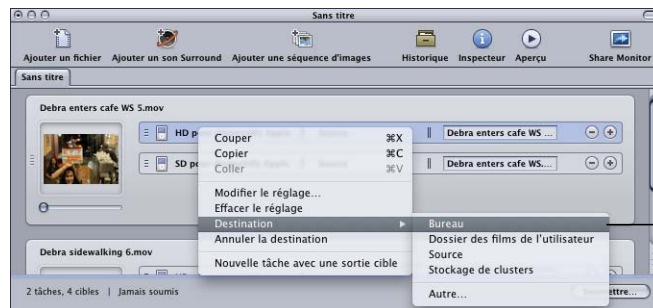 Sans titre
Ajouter un fichier Ajouter un son Surround Ajouter une séquence d'images Historique Inspecteur Aperçu Share Monitor
Sans titre
Debra enters cafe WS 5.mov
HD Debra enters cafe WS ...
SD Debra enters cafe WS....
Couper ⌘X
Copier ⌘C
Coller ⌘V
Modifier le réglage...
Effacer le réglage
Destination
Annuler la destination
Nouvelle tâche avec une sortie cible
Bureau
Dossier des films de l'utilisateur
Source
Stockage de clusters
Autre...
Debra sidewalking 6.mov
2 tâches, 4 cibles | Jamais soumis